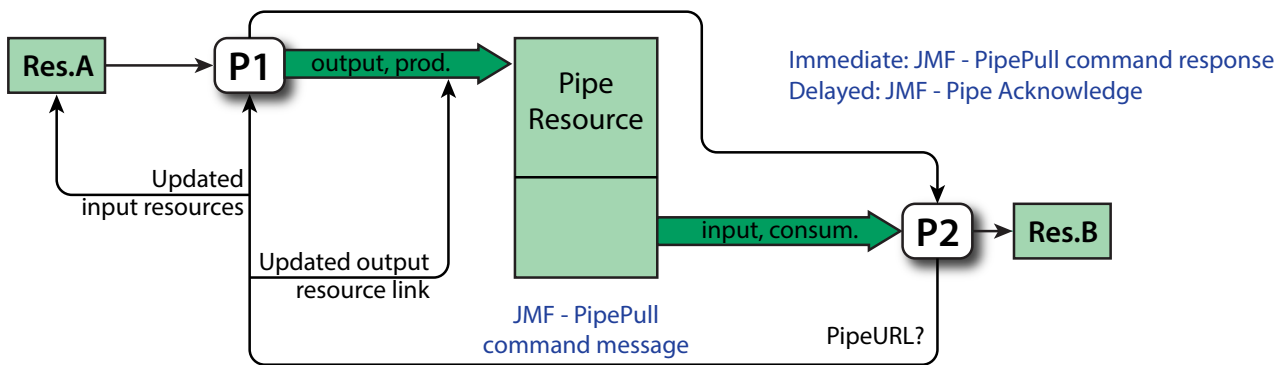 Res.A
P1
output, prod.
Pipe
Resource
Immediate: JMF - PipePull command response
Delayed: JMF - Pipe Acknowledge
Updated
input resources
input, consum.
P2
Res.B
Updated output
resource link
JMF - PipePull
command message
PipeURL?